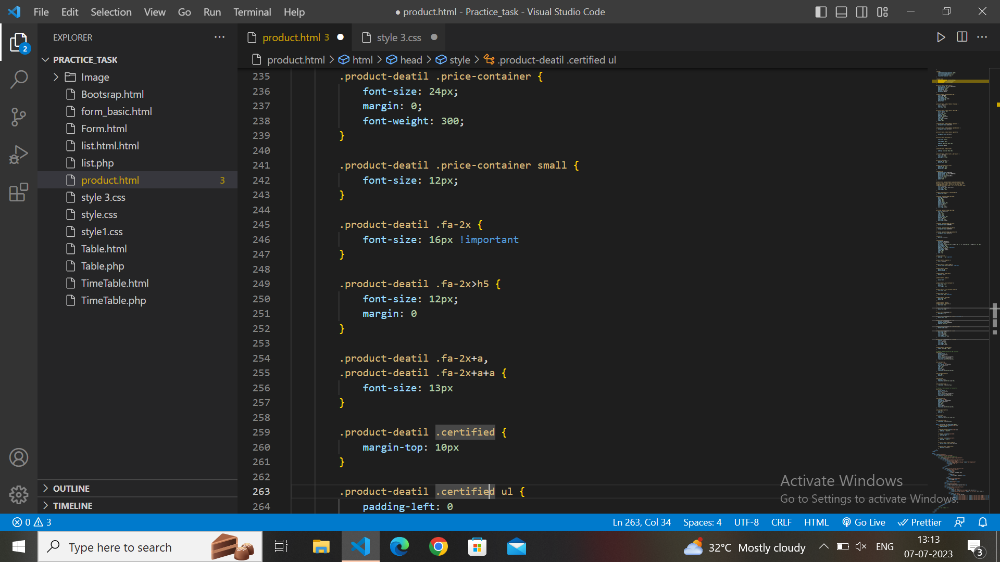 File Edit Selection View Go Run Terminal Help
● product.html - Practice_task - Visual Studio Code
EXPLORER
product.html 3
style 3.css
product.html > html > head > style > .product-deatil .certified ul
2
PRACTICE_TASK
Image
Bootsrap.html
form_basic.html
Form.html
list.html.html
list.php
product.html 3
style 3.css
style.css
style1.css
Table.html
Table.php
TimeTable.html
TimeTable.php
OUTLINE
TIMELINE
235 .product-deatil .price-container {
236 font-size: 24px;
237 margin: 0;
238 font-weight: 300;
239 }
240
241 .product-deatil .price-container small {
242 font-size: 12px;
243 }
244
245 .product-deatil .fa-2x {
246 font-size: 16px !important
247 }
248
249 .product-deatil .fa-2x>h5 {
250 font-size: 12px;
251 margin: 0
252 }
253
254 .product-deatil .fa-2x+a,
255 .product-deatil .fa-2x+a+a {
256 font-size: 13px
257 }
258
259 .product-deatil .certified {
260 margin-top: 10px
261 }
262
263 .product-deatil .certified ul {
264 padding-left: 0
Activate Windows
Go to Settings to activate Windows.
0 3
Ln 263, Col 34 Spaces: 4 UTF-8 CRLF HTML Go Live Prettier
Type here to search
32°C Mostly cloudy
ENG
13:13
07-07-2023
3